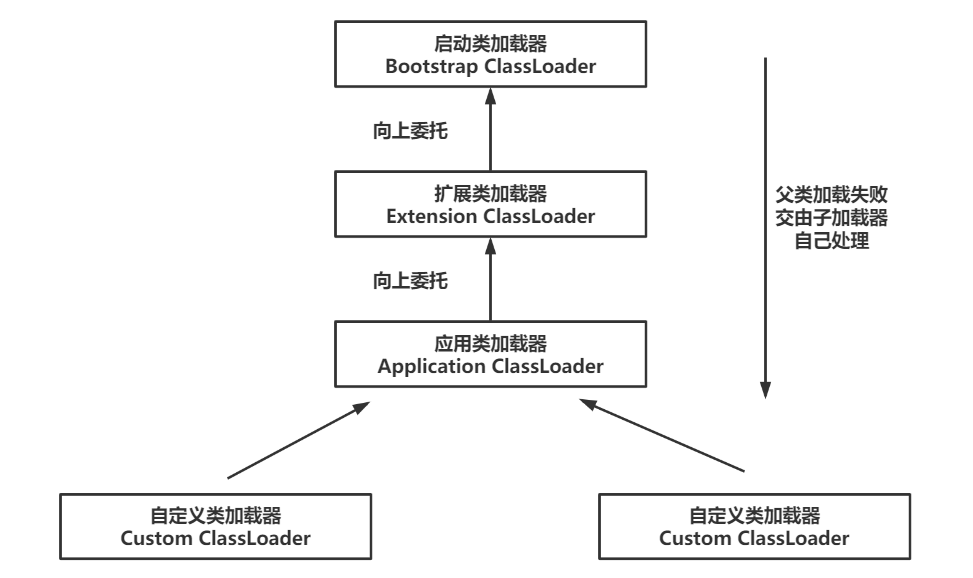 启动类加载器
Bootstrap ClassLoader
向上委托
扩展类加载器
Extension ClassLoader
父类加载失败
交由子加载器
自己处理
向上委托
应用类加载器
Application ClassLoader
自定义类加载器
Custom ClassLoader
自定义类加载器
Custom ClassLoader